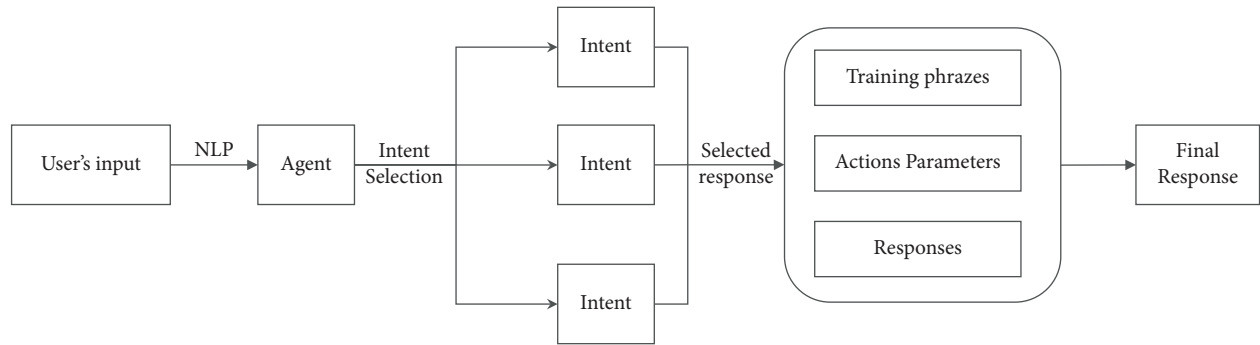 User's input
NLP
Agent
Intent
Selection
Intent
Intent
Intent
Selected
response
Training phrazes
Actions Parameters
Responses
Final
Response